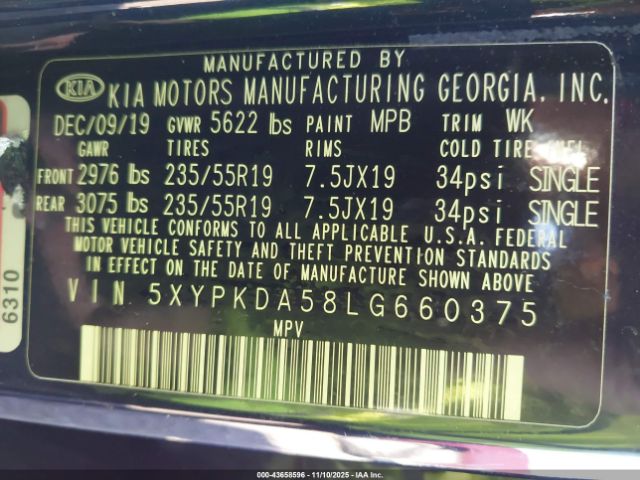 MANUFACTURED BY
KIA KIA MOTORS MANUFACTURING GEORGIA, INC.
DEC/09/19 GVWR 5622 lbs PAINT MPB TRIM WK
GAWR TIRES RIMS COLD TIRE
FRONT 2976 lbs 235/55R19 7.5JX19 34psi SINGLE
REAR 3075 lbs 235/55R19 7.5JX19 34psi SINGLE
THIS VEHICLE CONFORMS TO ALL APPLICABLE U.S.A. FEDERAL
MOTOR VEHICLE SAFETY AND THEFT PREVENTION STANDARDS
IN EFFECT ON THE DATE OF MANUFACTURE SHOWN ABOVE
VIN 5XYPKDA58LG660375
MPV
6310
000-43658596 - 11/10/2025 - COPART